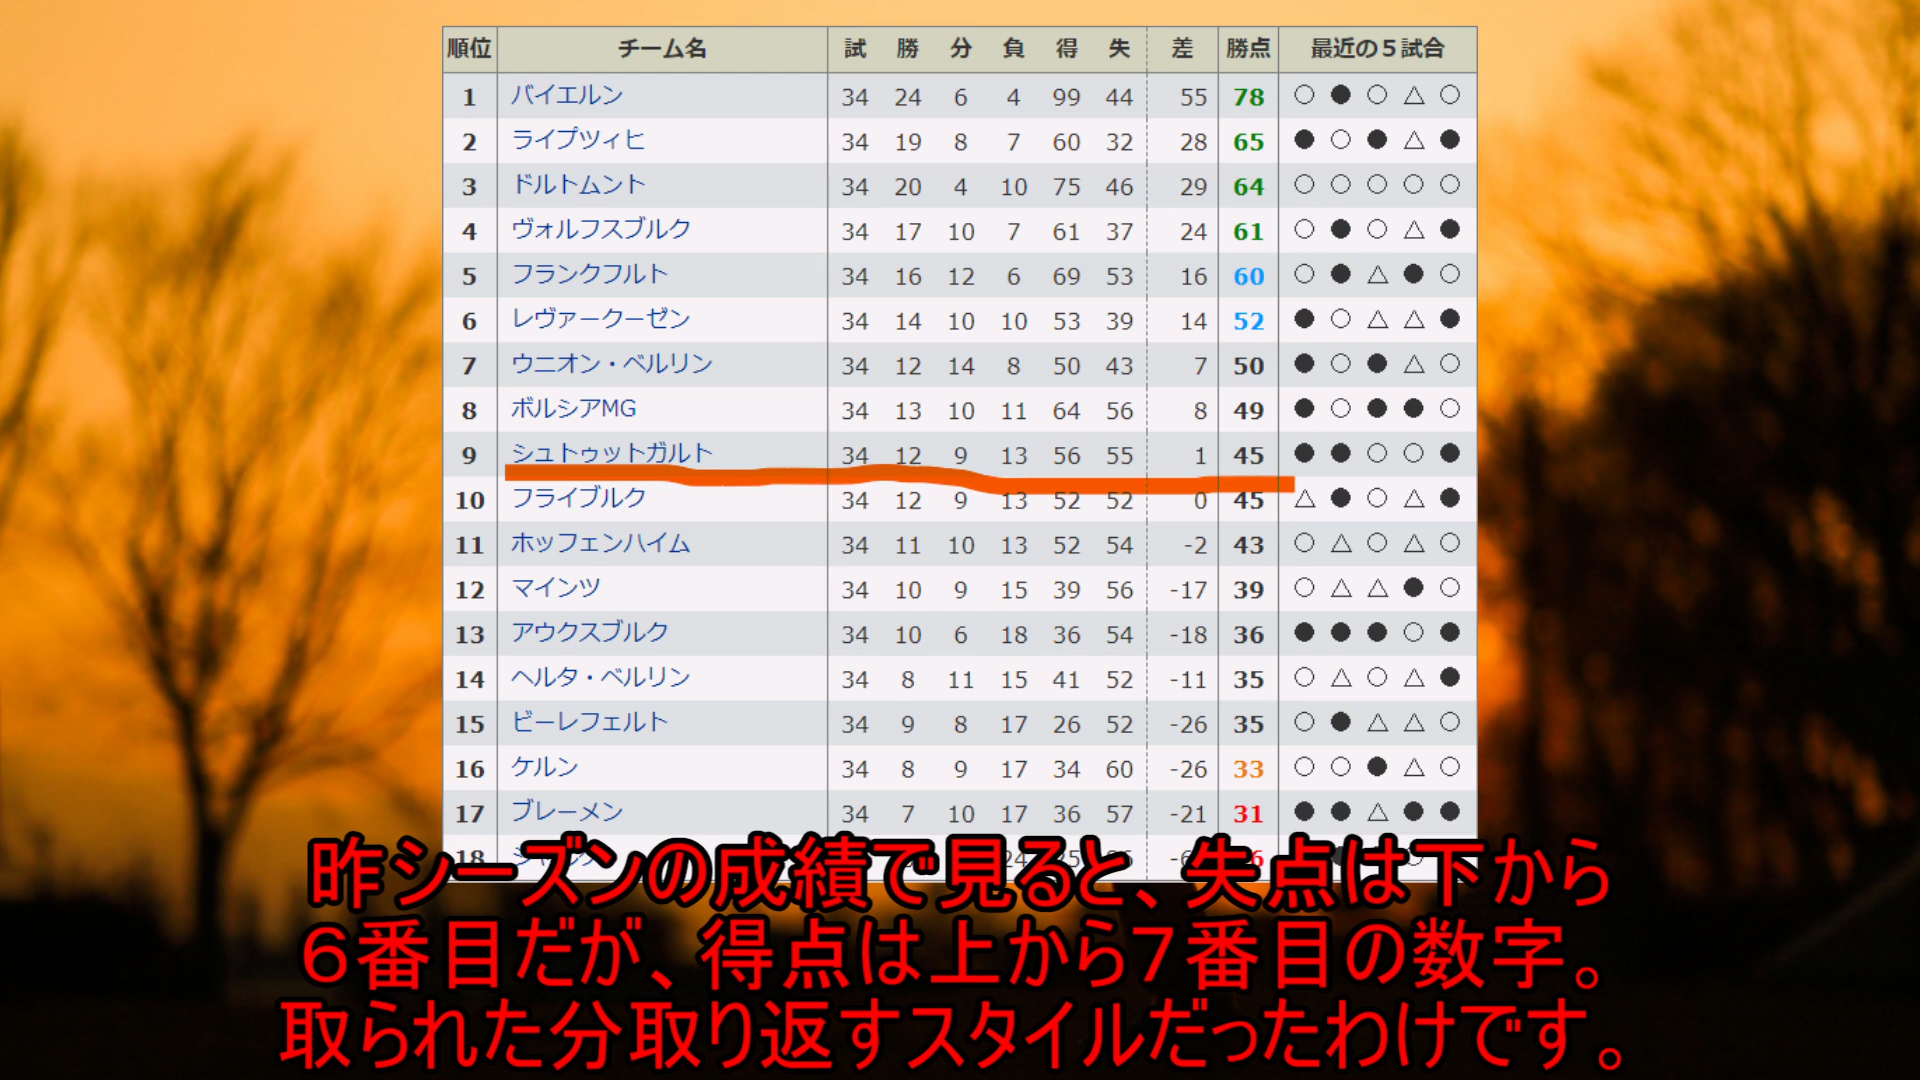 順位 チーム名 試 勝 分 負 得 失 差 勝点 最近の5試合
1 バイエルン 34 24 6 4 99 44 55 78 ○ ● ○ △ ○
2 ライプツィヒ 34 19 8 7 60 32 28 65 ● ○ ● △ ●
3 ドルトムント 34 20 4 10 75 46 29 64 ○ ○ ○ ○ ○
4 ヴォルフスブルク 34 17 10 7 61 37 24 61 ○ ● ○ △ ●
5 フランクフルト 34 16 12 6 69 53 16 60 ○ ● △ ● ○
6 レヴァークーゼン 34 14 10 10 53 39 14 52 ● ○ △ △ ●
7 ウニオン・ベルリン 34 12 14 8 50 43 7 50 ● ○ ● △ ○
8 ボルシアMG 34 13 10 11 64 56 8 49 ● ○ ● ● ○
9 シュトゥットガルト 34 12 9 13 56 55 1 45 ● ● ○ ○ ●
10 フライブルク 34 12 9 13 52 52 0 45 △ ● ○ △ ●
11 ホッフェンハイム 34 11 10 13 52 54 -2 43 ○ △ ○ △ ○
12 マインツ 34 10 9 15 39 56 -17 39 ○ △ △ ● ○
13 アウクスブルク 34 10 6 18 36 54 -18 36 ● ● ● ○ ●
14 ヘルタ・ベルリン 34 8 11 15 41 52 -11 35 ○ △ ○ △ ●
15 ビーレフェルト 34 9 8 17 26 52 -26 35 ○ ● △ △ ○
16 ケルン 34 8 9 17 34 60 -26 33 ○ ○ ● △ ○
17 ブレーメン 34 7 10 17 36 57 -21 31 ● ● △ ● ●
18
昨シーズンの成績で見ると、失点は下から
６番目だが、得点は上から７番目の数字。
取られた分取り返すスタイルだったわけです。